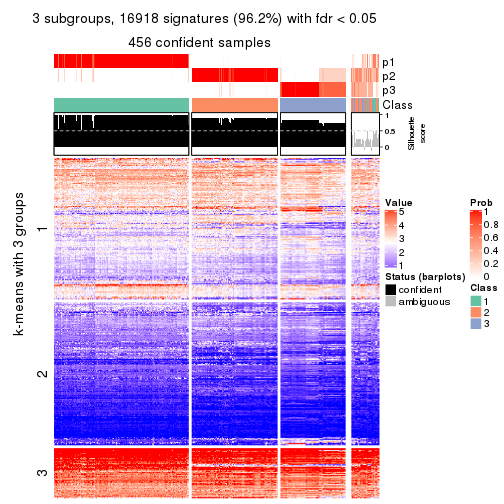 3 subgroups, 16918 signatures (96.2%) with fdr < 0.05
456 confident samples
p1
p2
p3
Class
1
0.5
0
Silhouette
score
k-means with 3 groups
1
2
3
Value
5
4
3
2
1
Status (barplots)
confident
ambiguous
Prob
1
0.8
0.6
0.4
0.2
0
Class
1
2
3